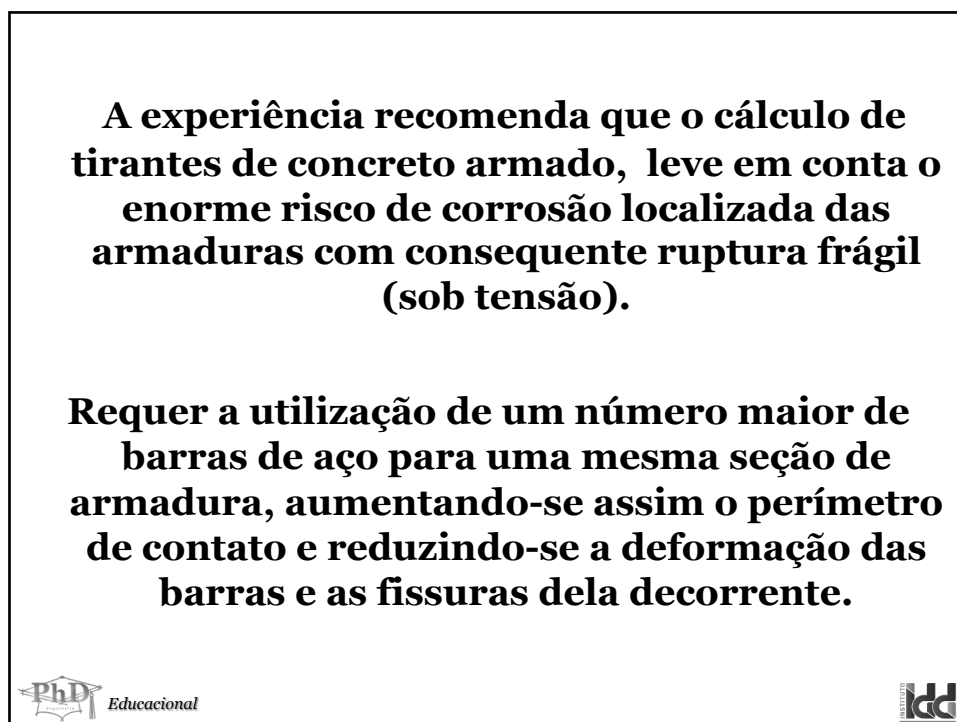 A experiência recomenda que o cálculo de
tirantes de concreto armado, leve em conta o
enorme risco de corrosão localizada das
armaduras com consequente ruptura frágil
(sob tensão).
Requer a utilização de um número maior de
barras de aço para uma mesma seção de
armadura, aumentando-se assim o perímetro
de contato e reduzindo-se a deformação das
barras e as fissuras dela decorrente.
PhD
Engenharia
Educacional
INSTITUTO
idd